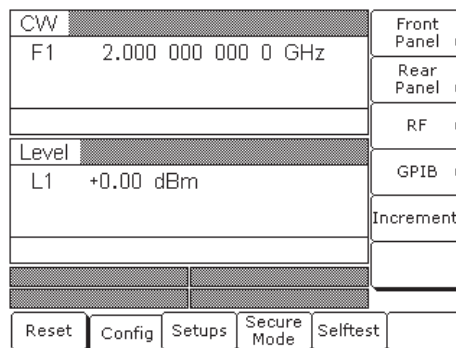 CW
F1 2.000 000 000 0 GHz
Level
L1 +0.00 dBm
Front
Panel
Rear
Panel
RF
GPIB
Increment
Reset
Config
Setups
Secure
Mode
Selftest